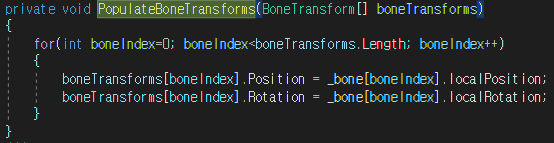 private void PopulateBoneTransforms(BoneTransform[] boneTransforms)
{
for(int boneIndex=0; boneIndex<boneTransforms.Length; boneIndex++)
{
boneTransforms[boneIndex].Position = _bone[boneIndex].localPosition;
boneTransforms[boneIndex].Rotation = _bone[boneIndex].localRotation;
}
}